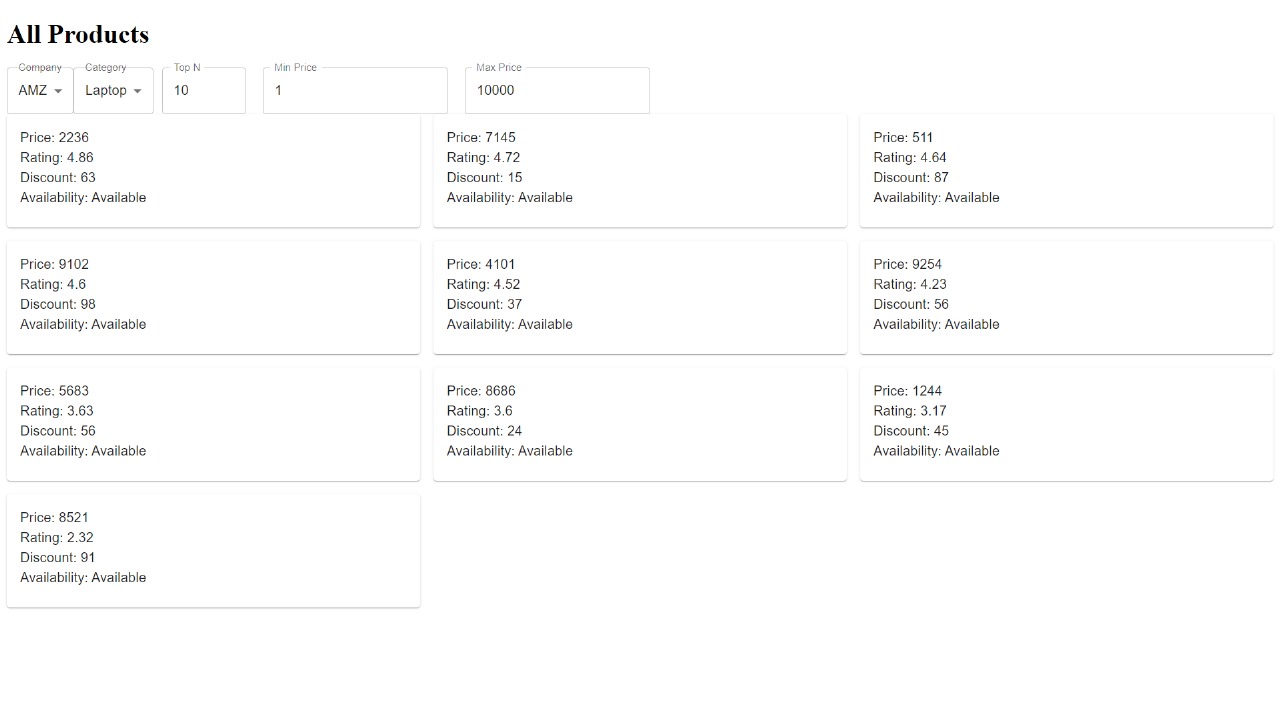 All Products
Company
AMZ
Category
Laptop
Top N
10
Min Price
1
Max Price
10000
Price: 2236
Rating: 4.86
Discount: 63
Availability: Available
Price: 7145
Rating: 4.72
Discount: 15
Availability: Available
Price: 511
Rating: 4.64
Discount: 87
Availability: Available
Price: 9102
Rating: 4.6
Discount: 98
Availability: Available
Price: 4101
Rating: 4.52
Discount: 37
Availability: Available
Price: 9254
Rating: 4.23
Discount: 56
Availability: Available
Price: 5683
Rating: 3.63
Discount: 56
Availability: Available
Price: 8686
Rating: 3.6
Discount: 24
Availability: Available
Price: 1244
Rating: 3.17
Discount: 45
Availability: Available
Price: 8521
Rating: 2.32
Discount: 91
Availability: Available